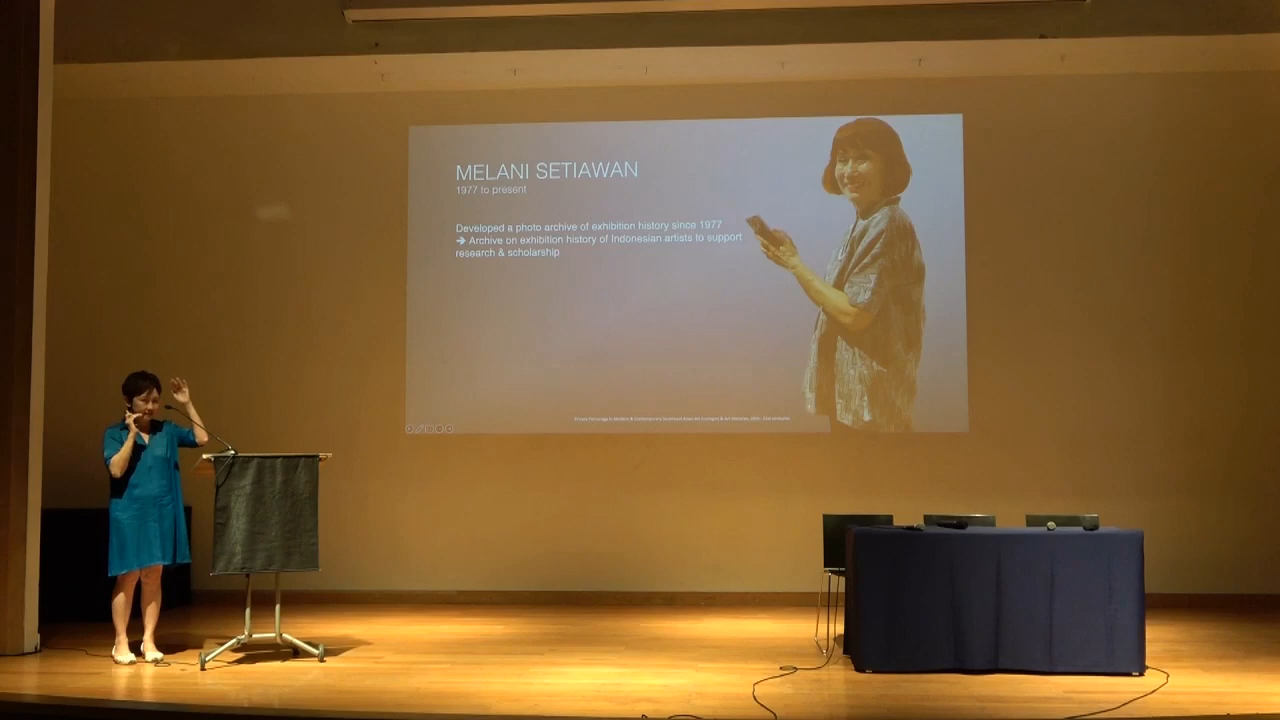 MELANI SETIAWAN
1977 to present
Developed a photo archive of exhibition history since 1977
➔ Archive on exhibition history of Indonesian artists to support
research & scholarship